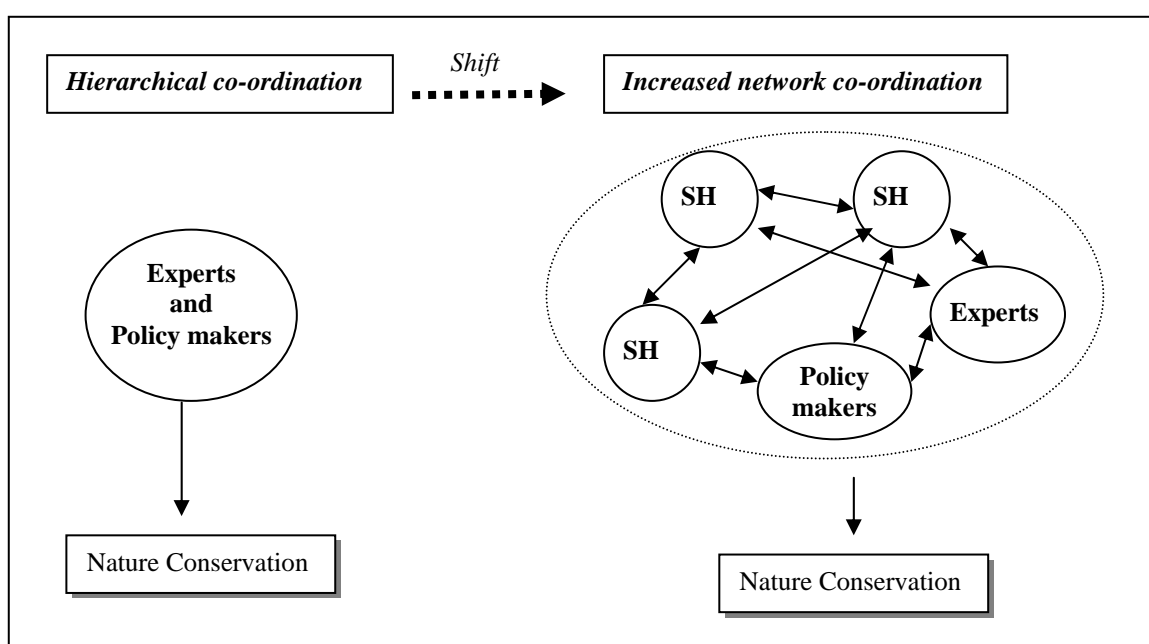 Hierarchical co-ordination
Shift
Increased network co-ordination
Experts
and
Policy makers
Nature Conservation
SH
SH
SH
Experts
Policy
makers
Nature Conservation